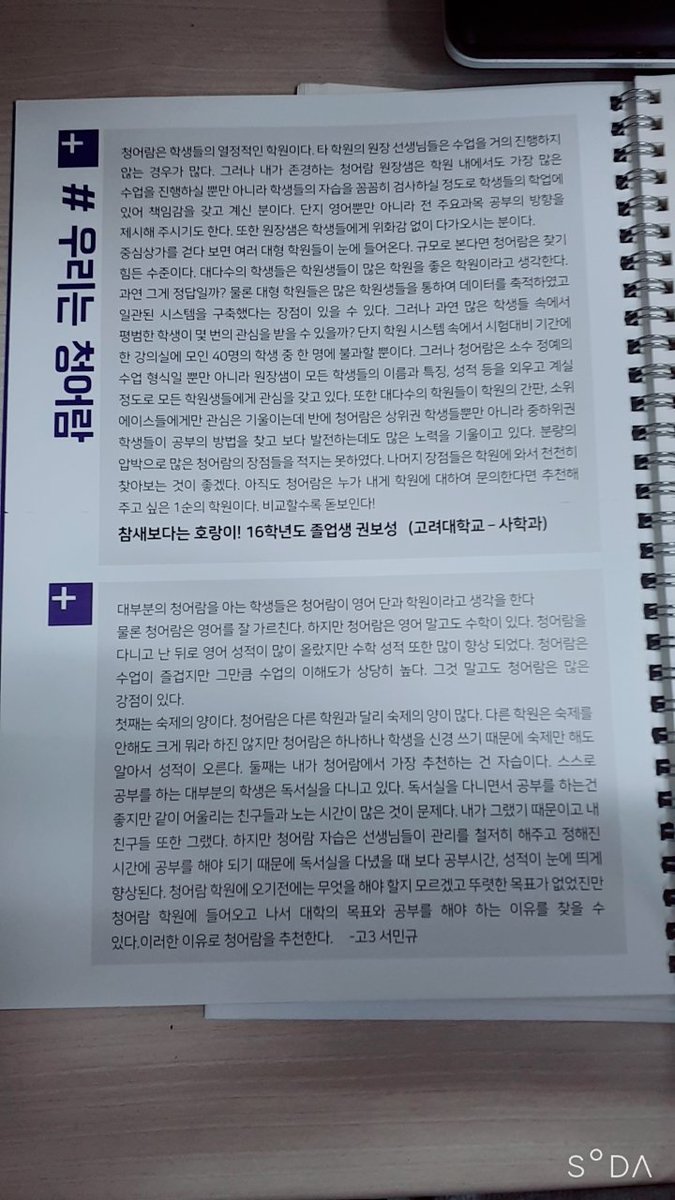 # 우리는 청어람
청어람은 학생들의 열정적인 학원이다. 타 학원의 원장 선생님들은 수업을 거의 진행하지
않는 경우가 많다. 그러나 내가 존경하는 청어람 원장샘은 학원 내에서도 가장 많은
수업을 진행하실 뿐만 아니라 학생들의 자습을 꼼꼼히 검사하실 정도로 학생들의 학업에
있어 책임감을 갖고 계신 분이다. 단지 영어뿐만 아니라 전 주요과목 공부의 방향을
제시해 주시기도 한다. 또한 원장샘은 학생들에게 위화감 없이 다가오시는 분이다.
중심상가를 걷다 보면 여러 대형 학원들이 눈에 들어온다. 규모로 본다면 청어람은 찾기
힘든 수준이다. 대다수의 학생들은 학원생들이 많은 학원을 좋은 학원이라고 생각한다.
과연 그게 정답일까? 물론 대형 학원들은 많은 학원생들을 통하여 데이터를 축적하였고
일관된 시스템을 구축했다는 장점이 있을 수 있다. 그러나 과연 많은 학생들 속에서
평범한 학생이 몇 번의 관심을 받을 수 있을까? 단지 학원 시스템 속에서 시험대비 기간에
한 강의실에 모인 40명의 학생 중 한 명에 불과할 뿐이다. 그러나 청어람은 소수 정예의
수업 형식일 뿐만 아니라 원장샘이 모든 학생들의 이름과 특징, 성적 등을 외우고 계실
정도로 모든 학원생들에게 관심을 갖고 있다. 또한 대다수의 학원들이 학원의 간판, 소위
에이스들에게만 관심은 기울이는데 반에 청어람은 상위권 학생들뿐만 아니라 중하위권
학생들이 공부의 방법을 찾고 보다 발전하는데도 많은 노력을 기울이고 있다. 분량의
압박으로 많은 청어람의 장점들을 적지는 못하였다. 나머지 장점들은 학원에 와서 천천히
찾아보는 것이 좋겠다. 아직도 청어람은 누가 내게 학원에 대하여 문의한다면 추천해
주고 싶은 1순의 학원이다. 비교할수록 돋보인다!
참새보다는 호랑이! 16학년도 졸업생 권보성 (고려대학교 – 사학과)
대부분의 청어람을 아는 학생들은 청어람이 영어 단과 학원이라고 생각을 한다
물론 청어람은 영어를 잘 가르친다. 하지만 청어람은 영어 말고도 수학이 있다. 청어람을
다니고 난 뒤로 영어 성적이 많이 올랐지만 수학 성적 또한 많이 향상 되었다. 청어람은
수업이 즐겁지만 그만큼 수업의 이해도가 상당히 높다. 그것 말고도 청어람은 많은
강점이 있다.
첫째는 숙제의 양이다. 청어람은 다른 학원과 달리 숙제의 양이 많다. 다른 학원은 숙제를
안해도 크게 뭐라 하진 않지만 청어람은 하나하나 학생을 신경 쓰기 때문에 숙제만 해도
알아서 성적이 오른다. 둘째는 내가 청어람에서 가장 추천하는 건 자습이다. 스스로
공부를 하는 대부분의 학생은 독서실을 다니고 있다. 독서실을 다니면서 공부를 하는건
좋지만 같이 어울리는 친구들과 노는 시간이 많은 것이 문제다. 내가 그랬기 때문이고 내
친구들 또한 그랬다. 하지만 청어람 자습은 선생님들이 관리를 철저히 해주고 정해진
시간에 공부를 해야 되기 때문에 독서실을 다녔을 때 보다 공부시간, 성적이 눈에 띄게
향상된다. 청어람 학원에 오기전에는 무엇을 해야 할지 모르겠고 뚜렷한 목표가 없었진만
청어람 학원에 들어오고 나서 대학의 목표와 공부를 해야 하는 이유를 찾을 수
있다.이러한 이유로 청어람을 추천한다. -고3 서민규
SODA